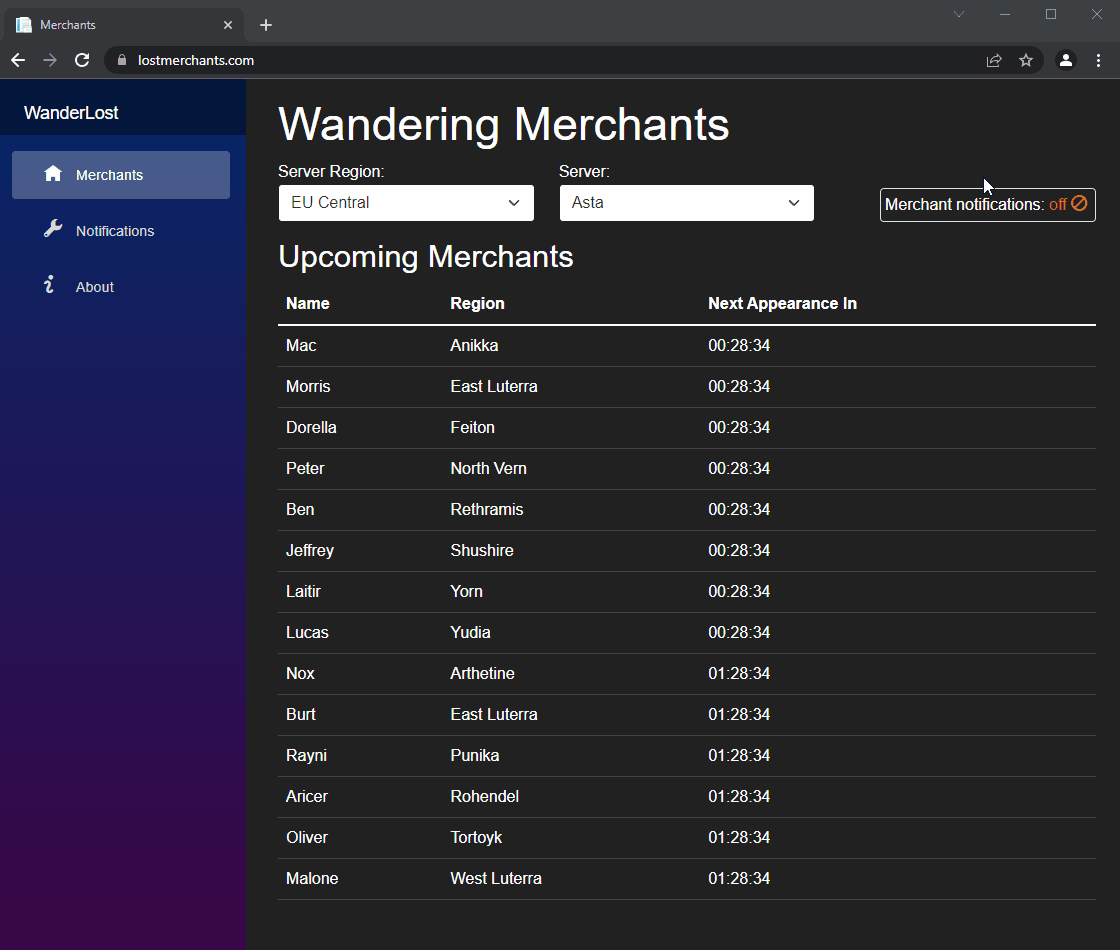 Merchants
lostmerchants.com
WanderLost
Merchants
Notifications
About
Wandering Merchants
Server Region: Server:
EU Central Asta Merchant notifications: off
Upcoming Merchants
Name Region Next Appearance In
Mac Anikka 00:28:34
Morris East Luterra 00:28:34
Dorella Feiton 00:28:34
Peter North Vern 00:28:34
Ben Rethramis 00:28:34
Jeffrey Shushire 00:28:34
Laitir Yorn 00:28:34
Lucas Yudia 00:28:34
Nox Arthetine 01:28:34
Burt East Luterra 01:28:34
Rayni Punika 01:28:34
Aricer Rohendel 01:28:34
Oliver Tortoyk 01:28:34
Malone West Luterra 01:28:34